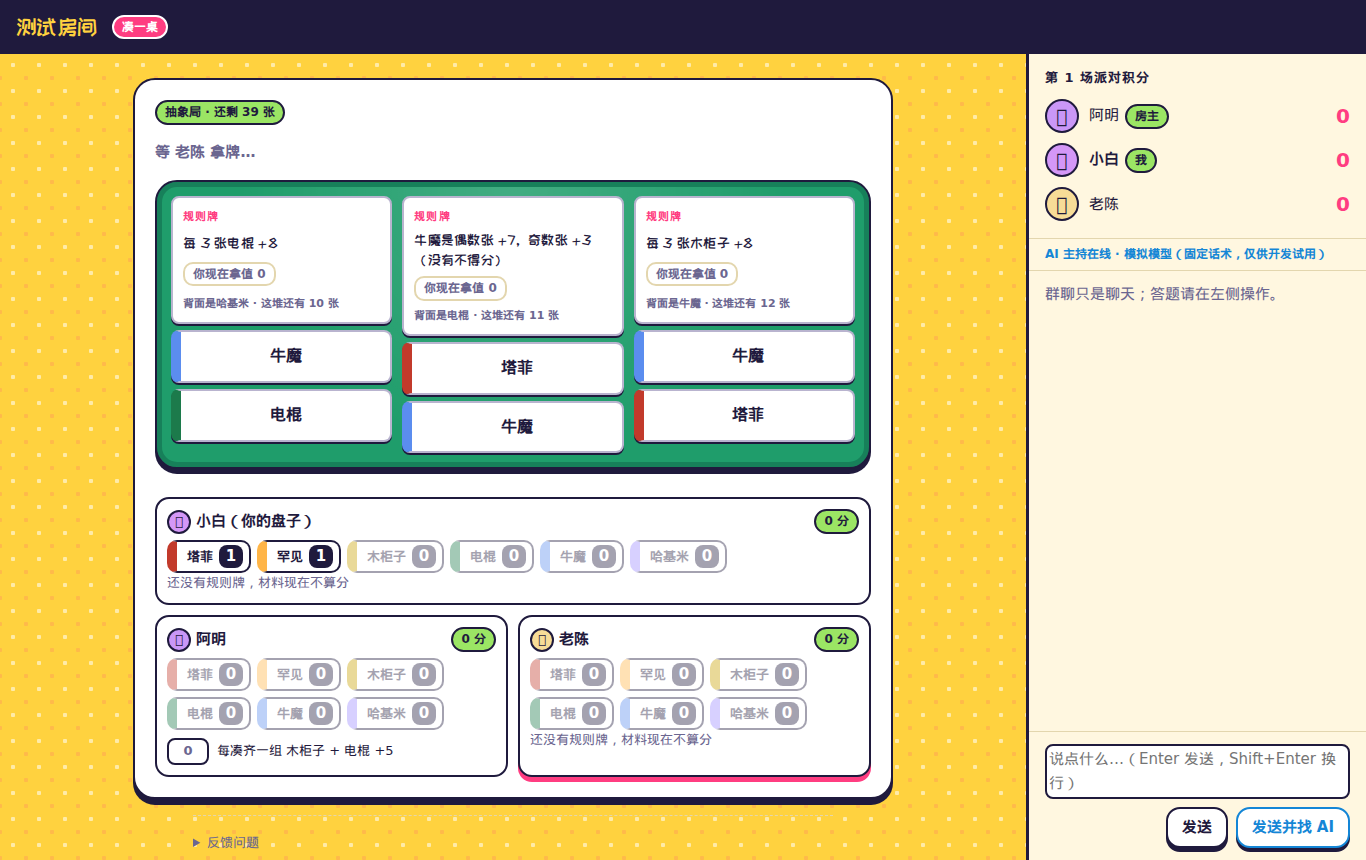 测试房间 凑一桌
抽象局 · 还剩 39 张
等 老陈 拿牌…
规则牌
每 3 张电棍 +8
你现在拿值 0
背面是哈基米 · 这堆还有 10 张
牛魔
电棍
规则牌
牛魔是偶数张 +7，奇数张 +3
（没有不得分）
你现在拿值 0
背面是电棍 · 这堆还有 11 张
塔菲
牛魔
规则牌
每 3 张木柜子 +8
你现在拿值 0
背面是牛魔 · 这堆还有 12 张
牛魔
塔菲
小白（你的盘子） 0 分
塔菲 1 罕见 1 木柜子 0 电棍 0 牛魔 0 哈基米 0
还没有规则牌，材料现在不算分
阿明 0 分
塔菲 0 罕见 0 木柜子 0
电棍 0 牛魔 0 哈基米 0
0 每凑齐一组 木柜子 + 电棍 +5
老陈 0 分
塔菲 0 罕见 0 木柜子 0
电棍 0 牛魔 0 哈基米 0
还没有规则牌，材料现在不算分
▶ 反馈问题
第 1 场派对积分
阿明 房主 0
小白 我 0
老陈 0
AI 主持在线 · 模拟模型（固定话术，仅供开发试用）
群聊只是聊天；答题请在左侧操作。
说点什么…（Enter 发送，Shift+Enter 换
行）
发送 发送并找 AI